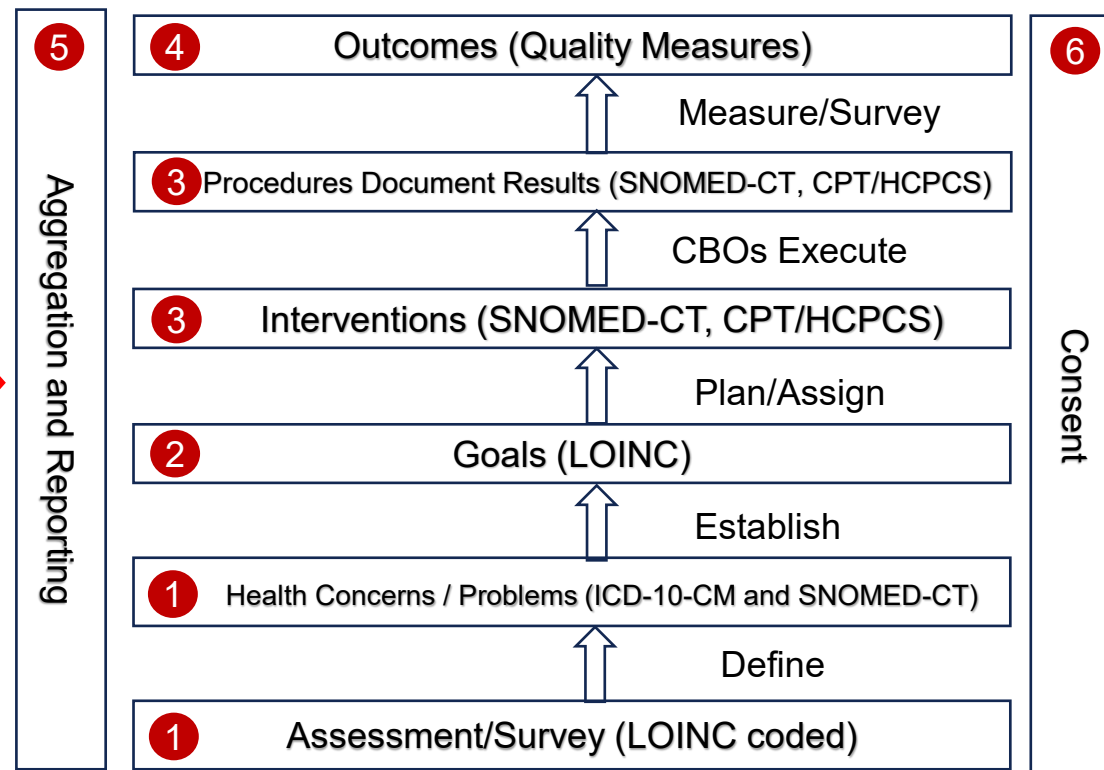 5
Aggregation and Reporting
4 Outcomes (Quality Measures)
Measure/Survey
3 Procedures Document Results (SNOMED-CT, CPT/HCPCS)
CBOs Execute
3 Interventions (SNOMED-CT, CPT/HCPCS)
Plan/Assign
2 Goals (LOINC)
Establish
1 Health Concerns / Problems (ICD-10-CM and SNOMED-CT)
Define
1 Assessment/Survey (LOINC coded)
6
Consent